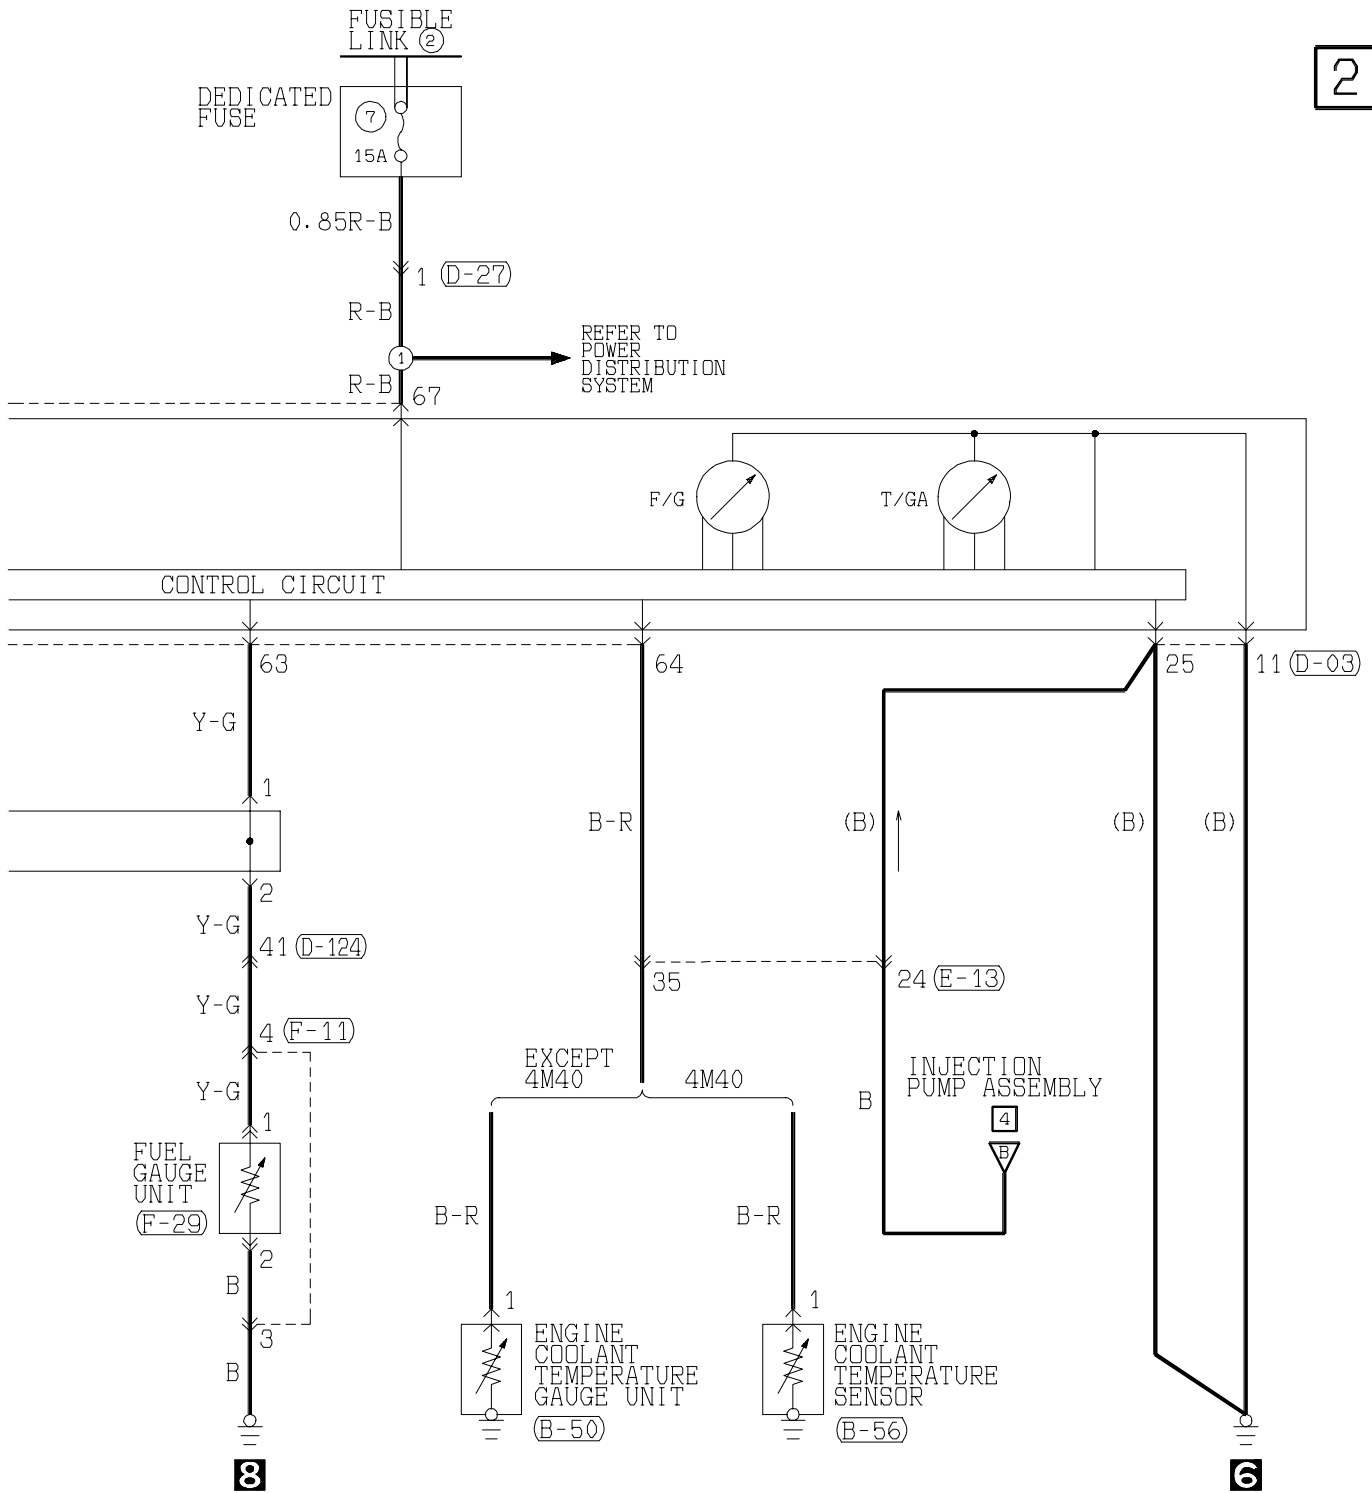 FUSIBLE
LINK ②
2
DEDICATED
FUSE
7
15A
0.85R-B
1 D-27
R-B
1
REFER TO
POWER
DISTRIBUTION
SYSTEM
R-B
67
F/G
T/GA
CONTROL CIRCUIT
63
64
25
11 D-03
Y-G
1
B-R
(B)
(B)
(B)
2
Y-G
41 D-124
35
24 E-13
Y-G
4 F-11
EXCEPT
4M40
4M40
INJECTION
PUMP ASSEMBLY
Y-G
B
4
1
B
FUEL
GAUGE
UNIT
F-29
B-R
B-R
2
B
1
1
3
ENGINE
COOLANT
TEMPERATURE
GAUGE UNIT
B-50
ENGINE
COOLANT
TEMPERATURE
SENSOR
B-56
B
8
6